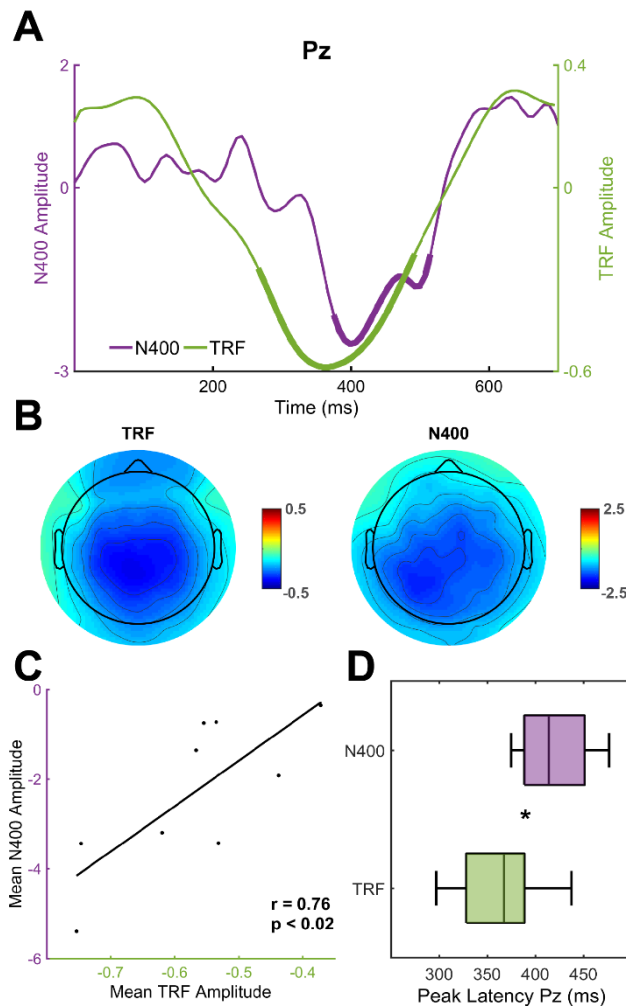 A
Pz
2
0
-3
N400 Amplitude
0.4
0
-0.6
TRF Amplitude
N400 TRF
200 400 600
Time (ms)
B
TRF
N400
0.5
-0.5
2.5
-2.5
C
0
-2
-4
-6
Mean N400 Amplitude
r = 0.76
p < 0.02
-0.7 -0.6 -0.5 -0.4
Mean TRF Amplitude
D
N400
*
TRF
300 350 400 450
Peak Latency Pz (ms)